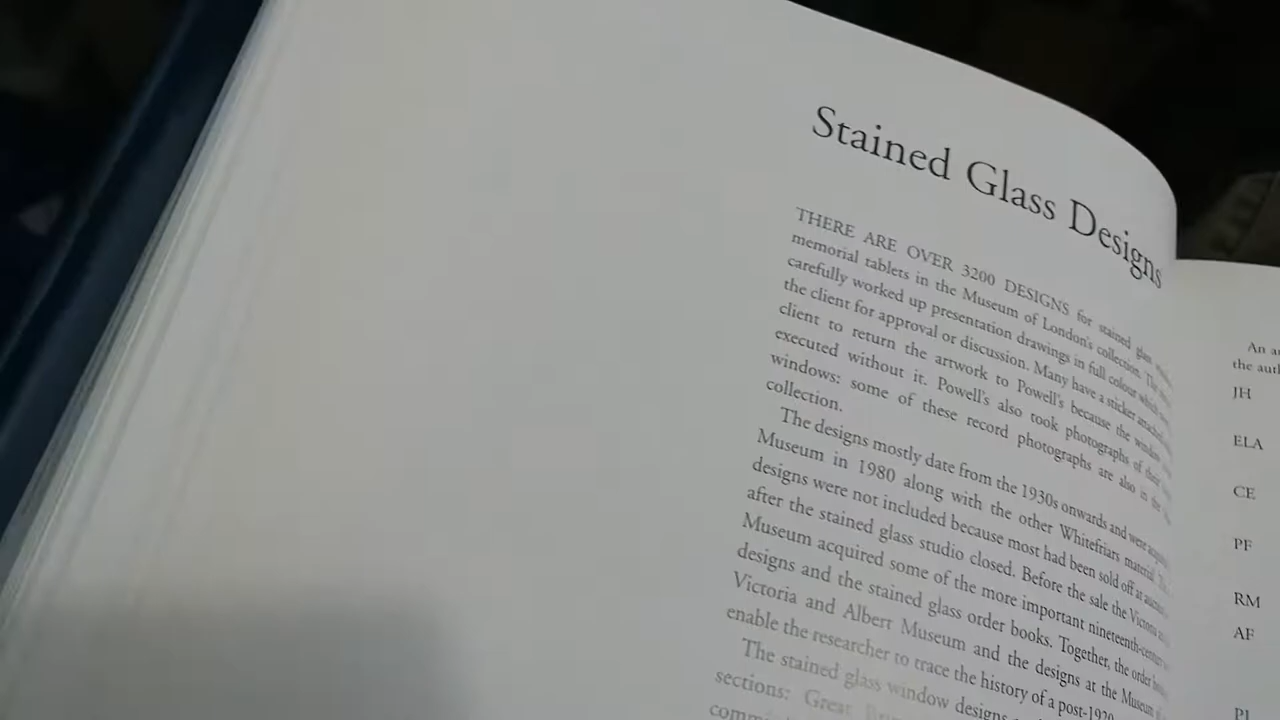 Stained Glass Designs
THERE ARE OVER 3200 DESIGNS for stained glass
memorial tablets in the Museum of London's collection. The
carefully worked up presentation drawings in full colour which
the client for approval or discussion. Many have a sticker
client to return the artwork to Powell's because the window
executed without it. Powell's also took photographs of their
windows: some of these record photographs are also in the
collection.
The designs mostly date from the 1930s onwards and were
Museum in 1980 along with the other Whitefriars material.
designs were not included because most had been sold off at
after the stained glass studio closed. Before the sale the Victoria
Museum acquired some of the more important nineteenth-century
designs and the stained glass order books. Together, the order
Victoria and Albert Museum and the designs at the Museum
enable the researcher to trace the history of a post-1920
The stained glass window designs
sections: Great
An
the
JH
ELA
CE
PF
RM
AF